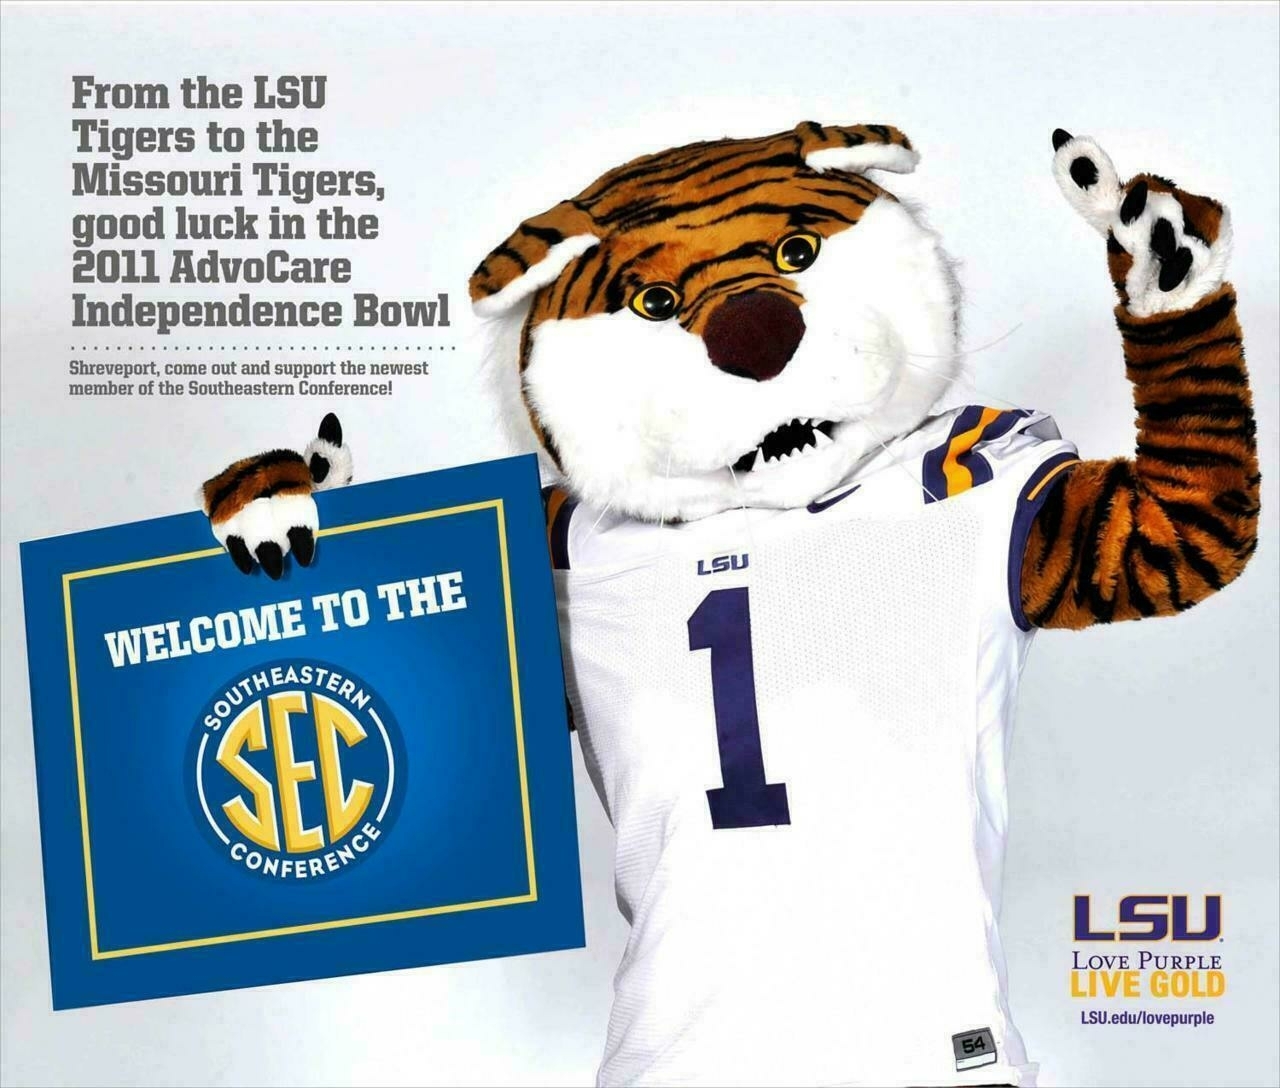 From the LSU
Tigers to the
Missouri Tigers,
good luck in the
2011 AdvoCare
Independence Bowl
Shreveport, come out and support the newest
member of the Southeastern Conference!
WELCOME TO THE
SOUTHEASTERN
SEC
CONFERENCE
LSU
1
54
LSU
LOVE PURPLE
LIVE GOLD
LSU.edu/lovepurple